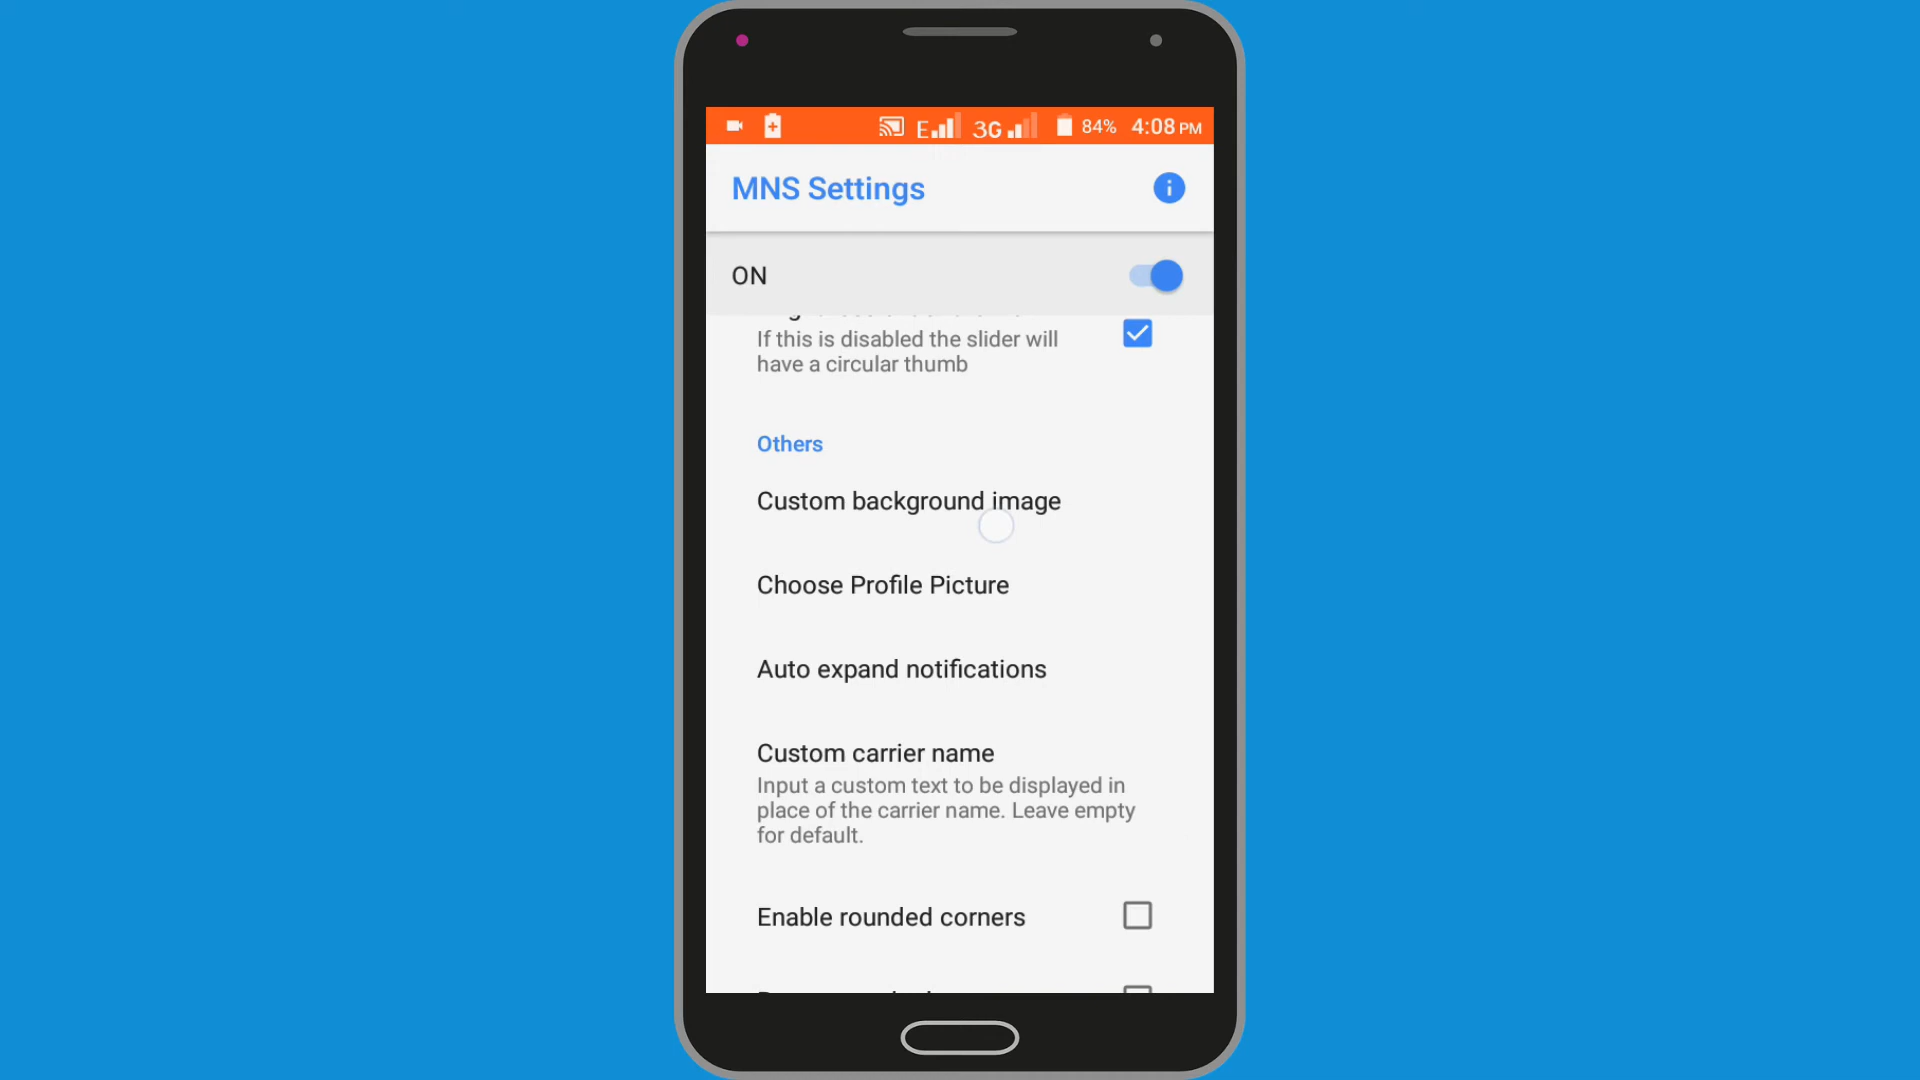 E 3G 84% 4:08 PM
MNS Settings
ON
If this is disabled the slider will
have a circular thumb
Others
Custom background image
Choose Profile Picture
Auto expand notifications
Custom carrier name
Input a custom text to be displayed in
place of the carrier name. Leave empty
for default.
Enable rounded corners